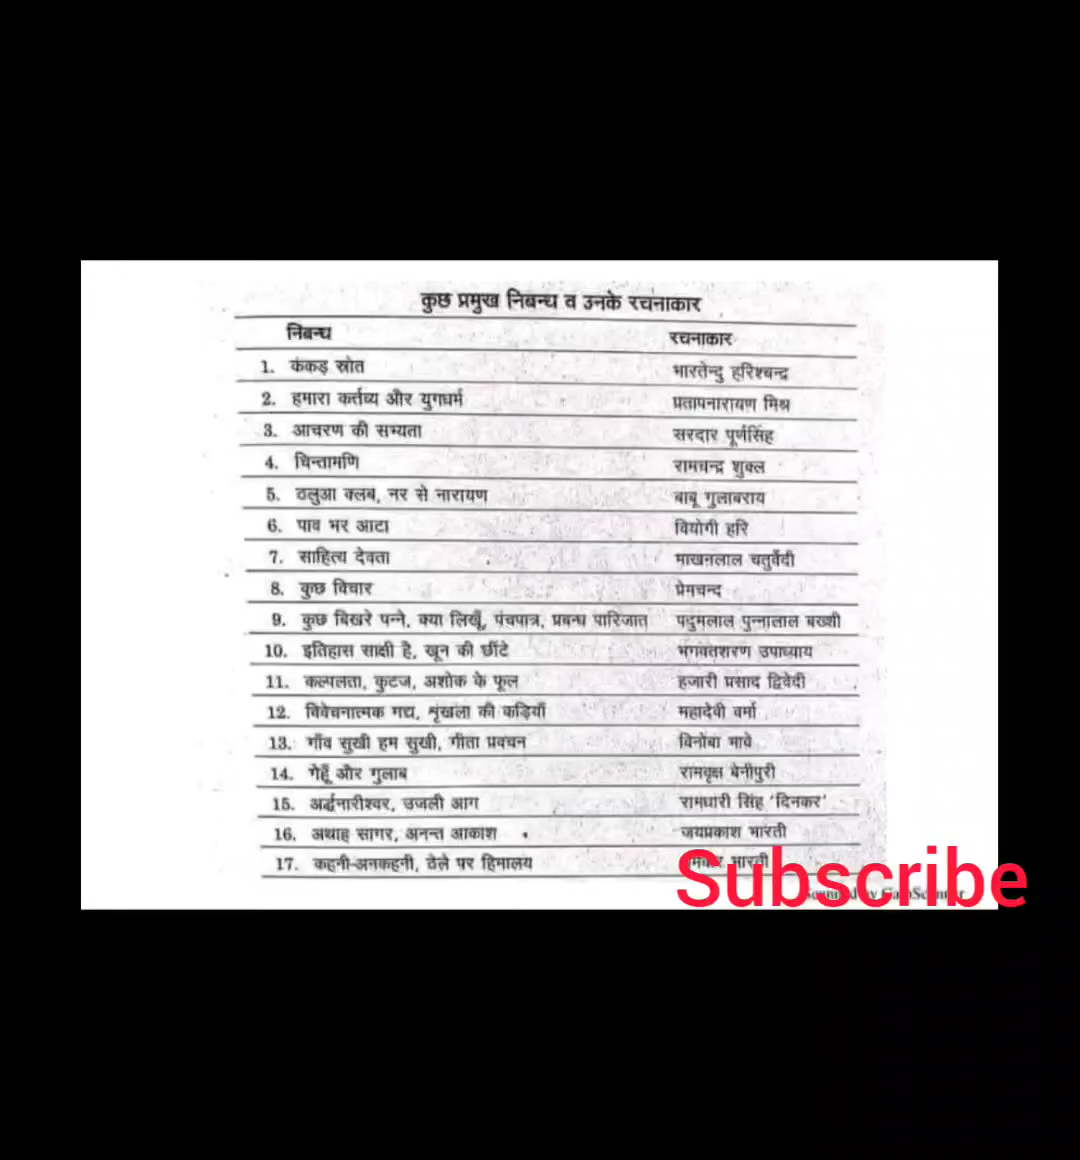 कुछ प्रमुख निबन्ध व उनके रचनाकार
निबन्ध रचनाकार
1. कंकड़ स्रोत भारतेन्दु हरिश्चन्द्र
2. हमारा कर्तव्य और युगधर्म प्रतापनारायण मिश्र
3. आचरण की सभ्यता सरदार पूर्णसिंह
4. चिन्तामणि रामचन्द्र शुक्ल
5. ठलुआ क्लब, नर से नारायण बाबू गुलाबराय
6. पाव भर आटा वियोगी हरि
7. साहित्य देवता माखनलाल चतुर्वेदी
8. कुछ विचार प्रेमचन्द
9. कुछ बिखरे पन्ने, क्या लिखूँ, पंचपात्र, प्रबन्ध पारिजात पदुमलाल पुन्नालाल बख्शी
10. इतिहास साक्षी है, खून की छींटे भगवतशरण उपाध्याय
11. कल्पलता, कुटज, अशोक के फूल हजारी प्रसाद द्विवेदी
12. विवेचनात्मक गद्य, शृंखला की कड़ियाँ महादेवी वर्मा
13. गाँव सुखी हम सुखी, गीता प्रवचन विनोबा भावे
14. गेहूँ और गुलाब रामवृक्ष बेनीपुरी
15. अर्द्धनारीश्वर, उजली आग रामधारी सिंह 'दिनकर'
16. अथाह सागर, अनन्त आकाश जयप्रकाश भारती
17. कहनी-अनकहनी, ठेले पर हिमालय भारती
Subscribe